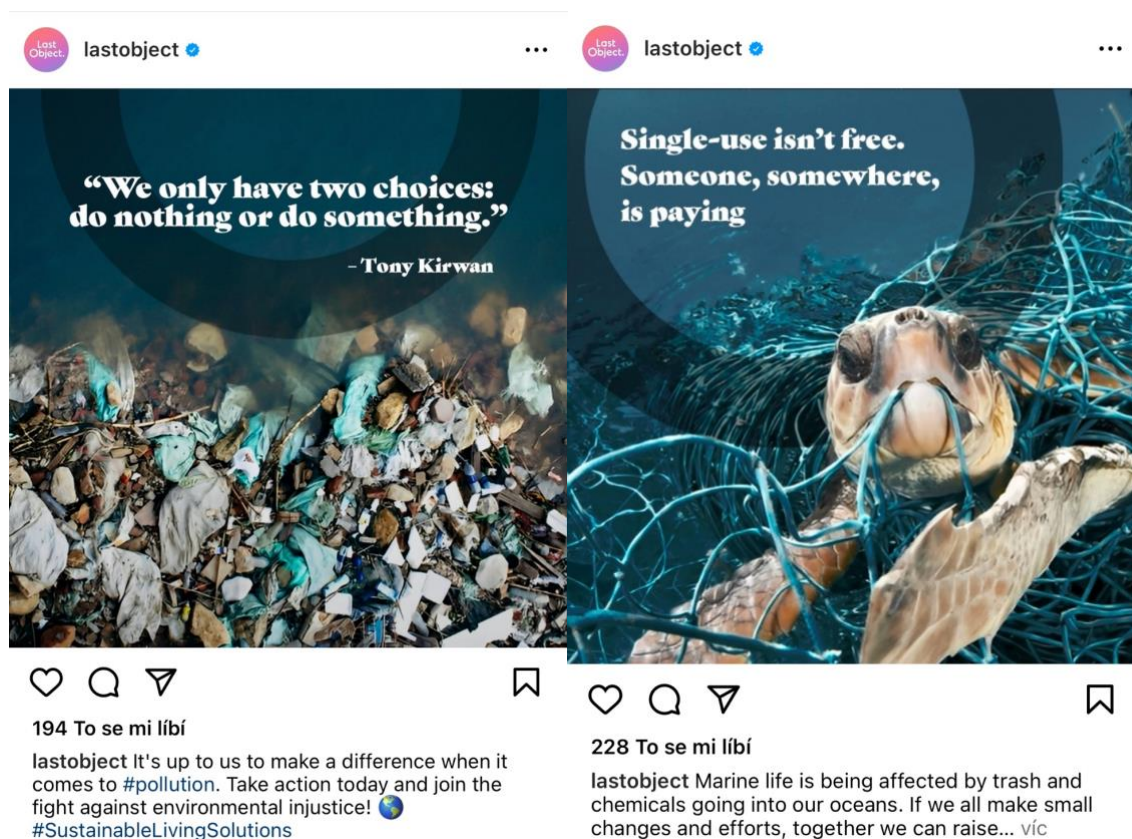 Last
Object.
lastobject
“We only have two choices:
do nothing or do something.”
– Tony Kirwan
194 To se mi líbí
lastobject It's up to us to make a difference when it
comes to #pollution. Take action today and join the
fight against environmental injustice! 🌎
#SustainableLivingSolutions
Last
Object.
lastobject
Single-use isn’t free.
Someone, somewhere,
is paying
228 To se mi líbí
lastobject Marine life is being affected by trash and
chemicals going into our oceans. If we all make small
changes and efforts, together we can raise... víc